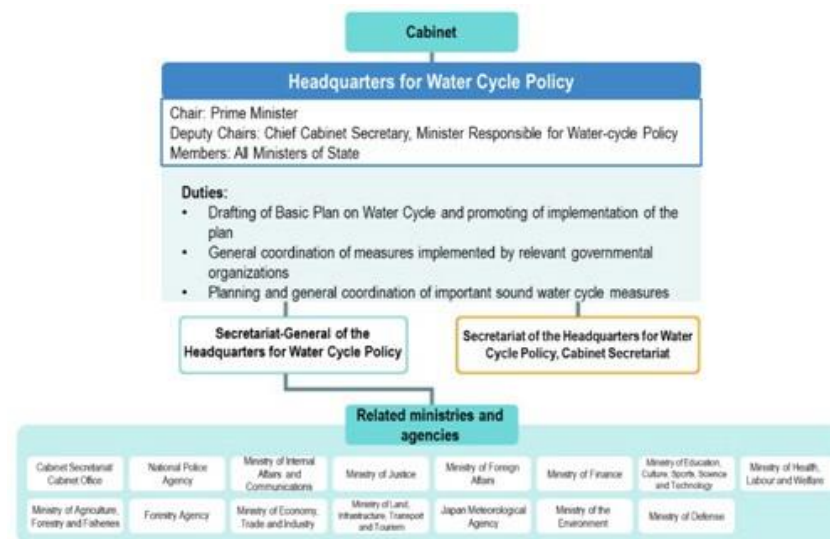 Cabinet
Headquarters for Water Cycle Policy
Chair: Prime Minister
Deputy Chairs: Chief Cabinet Secretary, Minister Responsible for Water-cycle Policy
Members: All Ministers of State
Duties:
• Drafting of Basic Plan on Water Cycle and promoting of implementation of the
plan
• General coordination of measures implemented by relevant governmental
organizations
• Planning and general coordination of important sound water cycle measures
Secretariat-General of the
Headquarters for Water Cycle Policy
Secretariat of the Headquarters for Water
Cycle Policy, Cabinet Secretariat
Related ministries and
agencies
Cabinet Secretariat
Cabinet Office
National Police
Agency
Ministry of Internal
Affairs and
Communications
Ministry of Justice
Ministry of Foreign
Affairs
Ministry of Finance
Ministry of Education,
Culture, Sports, Science
and Technology
Ministry of Health,
Labour and Welfare
Ministry of Agriculture,
Forestry and Fisheries
Forestry Agency
Ministry of Economy,
Trade and Industry
Ministry of Land,
Infrastructure, Transport
and Tourism
Japan Meteorological
Agency
Ministry of the
Environment
Ministry of Defense